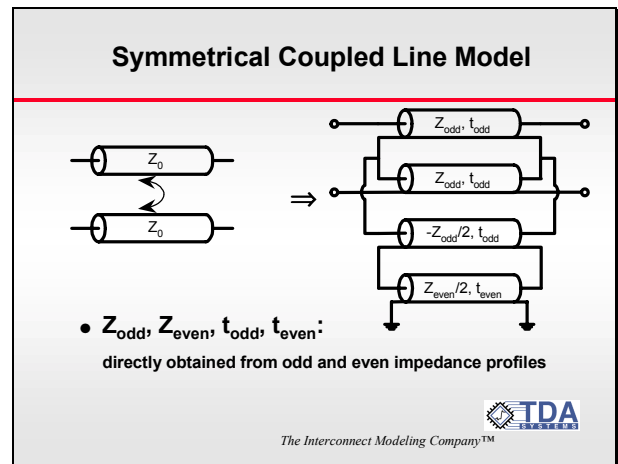 Symmetrical Coupled Line Model
Z0
Z0
⇒
Zodd, todd
Zodd, todd
-Zodd/2, todd
Zeven/2, teven
● Zodd, Zeven, todd, teven:
directly obtained from odd and even impedance profiles
TDA
SYSTEMS
The Interconnect Modeling Company™